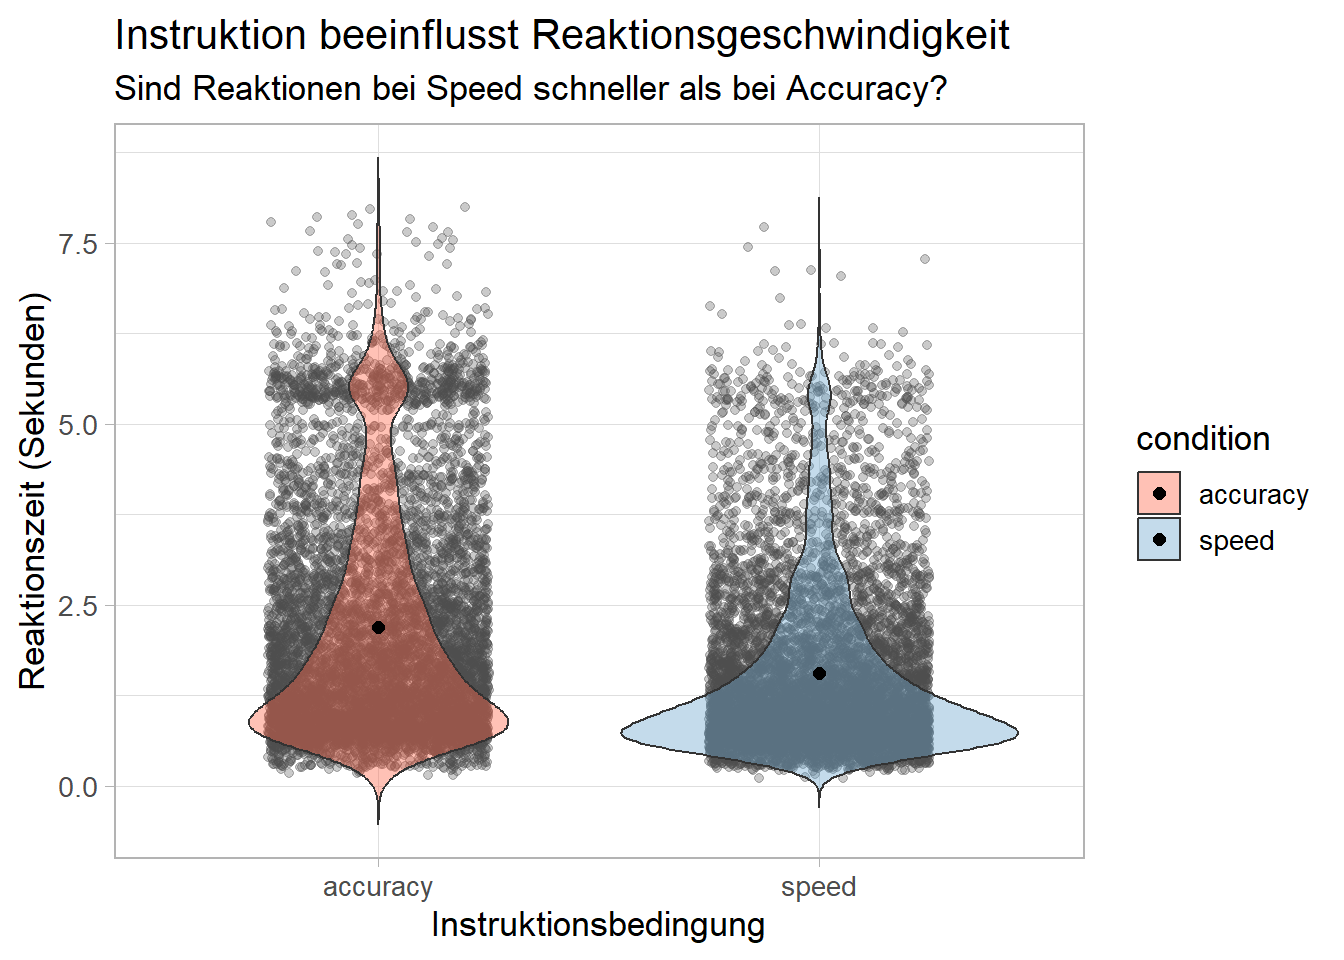 Instruktion beeinflusst Reaktionsgeschwindigkeit
Sind Reaktionen bei Speed schneller als bei Accuracy?
Reaktionszeit (Sekunden)
7.5
5.0
2.5
0.0
accuracy
speed
Instruktionsbedingung
condition
accuracy
speed